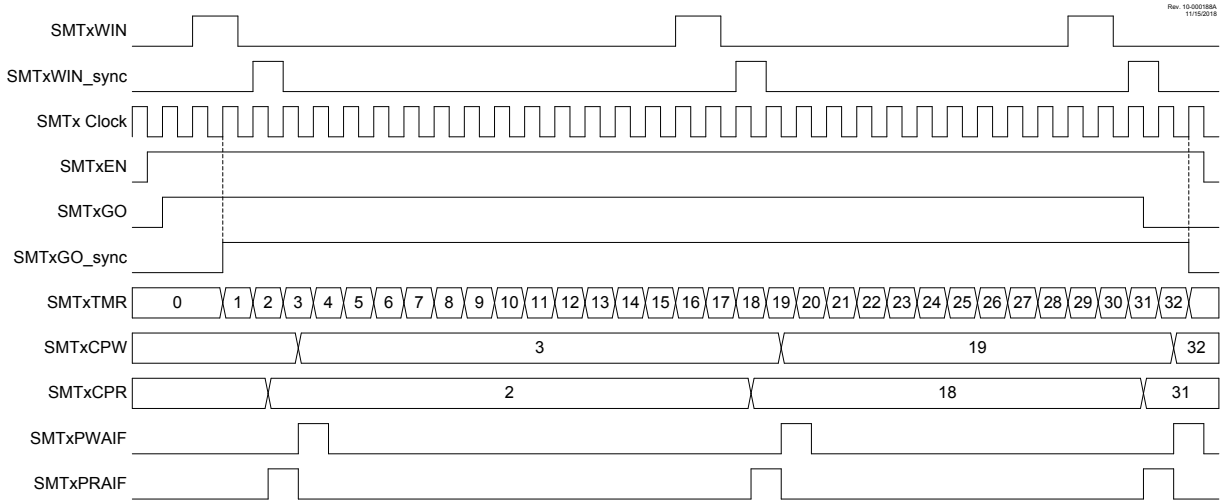 Rev. 10-000188A
11/15/2018
SMTxWIN
SMTxWIN_sync
SMTx Clock
SMTxEN
SMTxGO
SMTxGO_sync
SMTxTMR 0 1 2 3 4 5 6 7 8 9 10 11 12 13 14 15 16 17 18 19 20 21 22 23 24 25 26 27 28 29 30 31 32
SMTxCPW 3 19 32
SMTxCPR 2 18 31
SMTxPWAIF
SMTxPRAIF